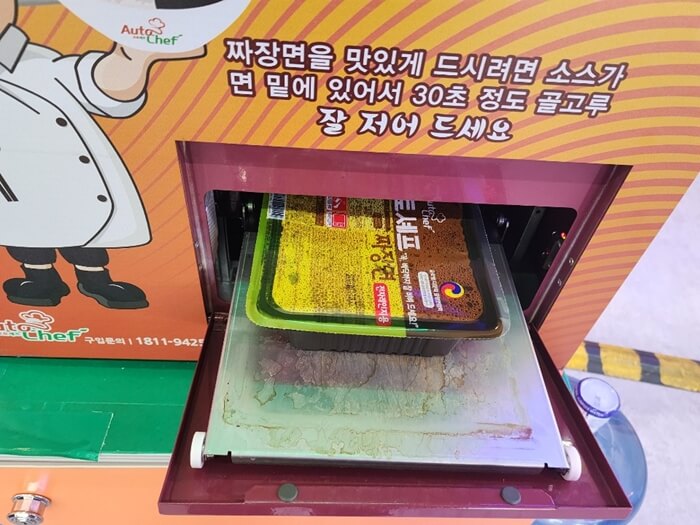 Auto Chef
짜장면을 맛있게 드시려면 소스가
면 밑에 있어서 30초 정도 골고루
잘 저어 드세요
Auto Chef
짜장면
Auto Chef
구입문의 | 1811-9425